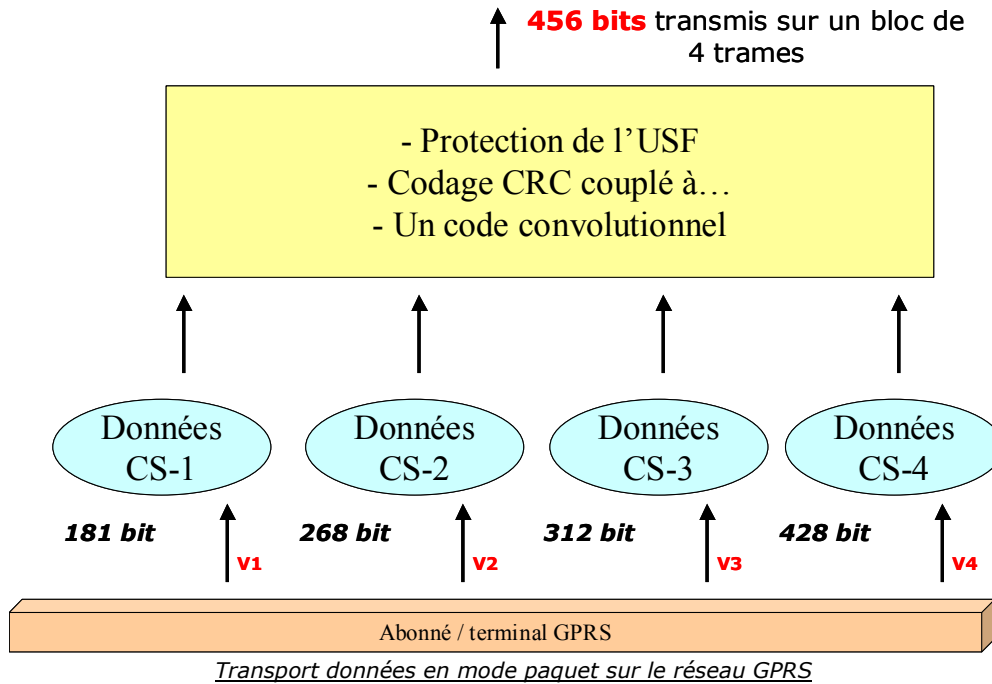 456 bits transmis sur un bloc de
4 trames
- Protection de l’USF
- Codage CRC couplé à…
- Un code convolutionnel
Données
CS-1
Données
CS-2
Données
CS-3
Données
CS-4
181 bit
268 bit
312 bit
428 bit
V1
V2
V3
V4
Abonné / terminal GPRS
Transport données en mode paquet sur le réseau GPRS